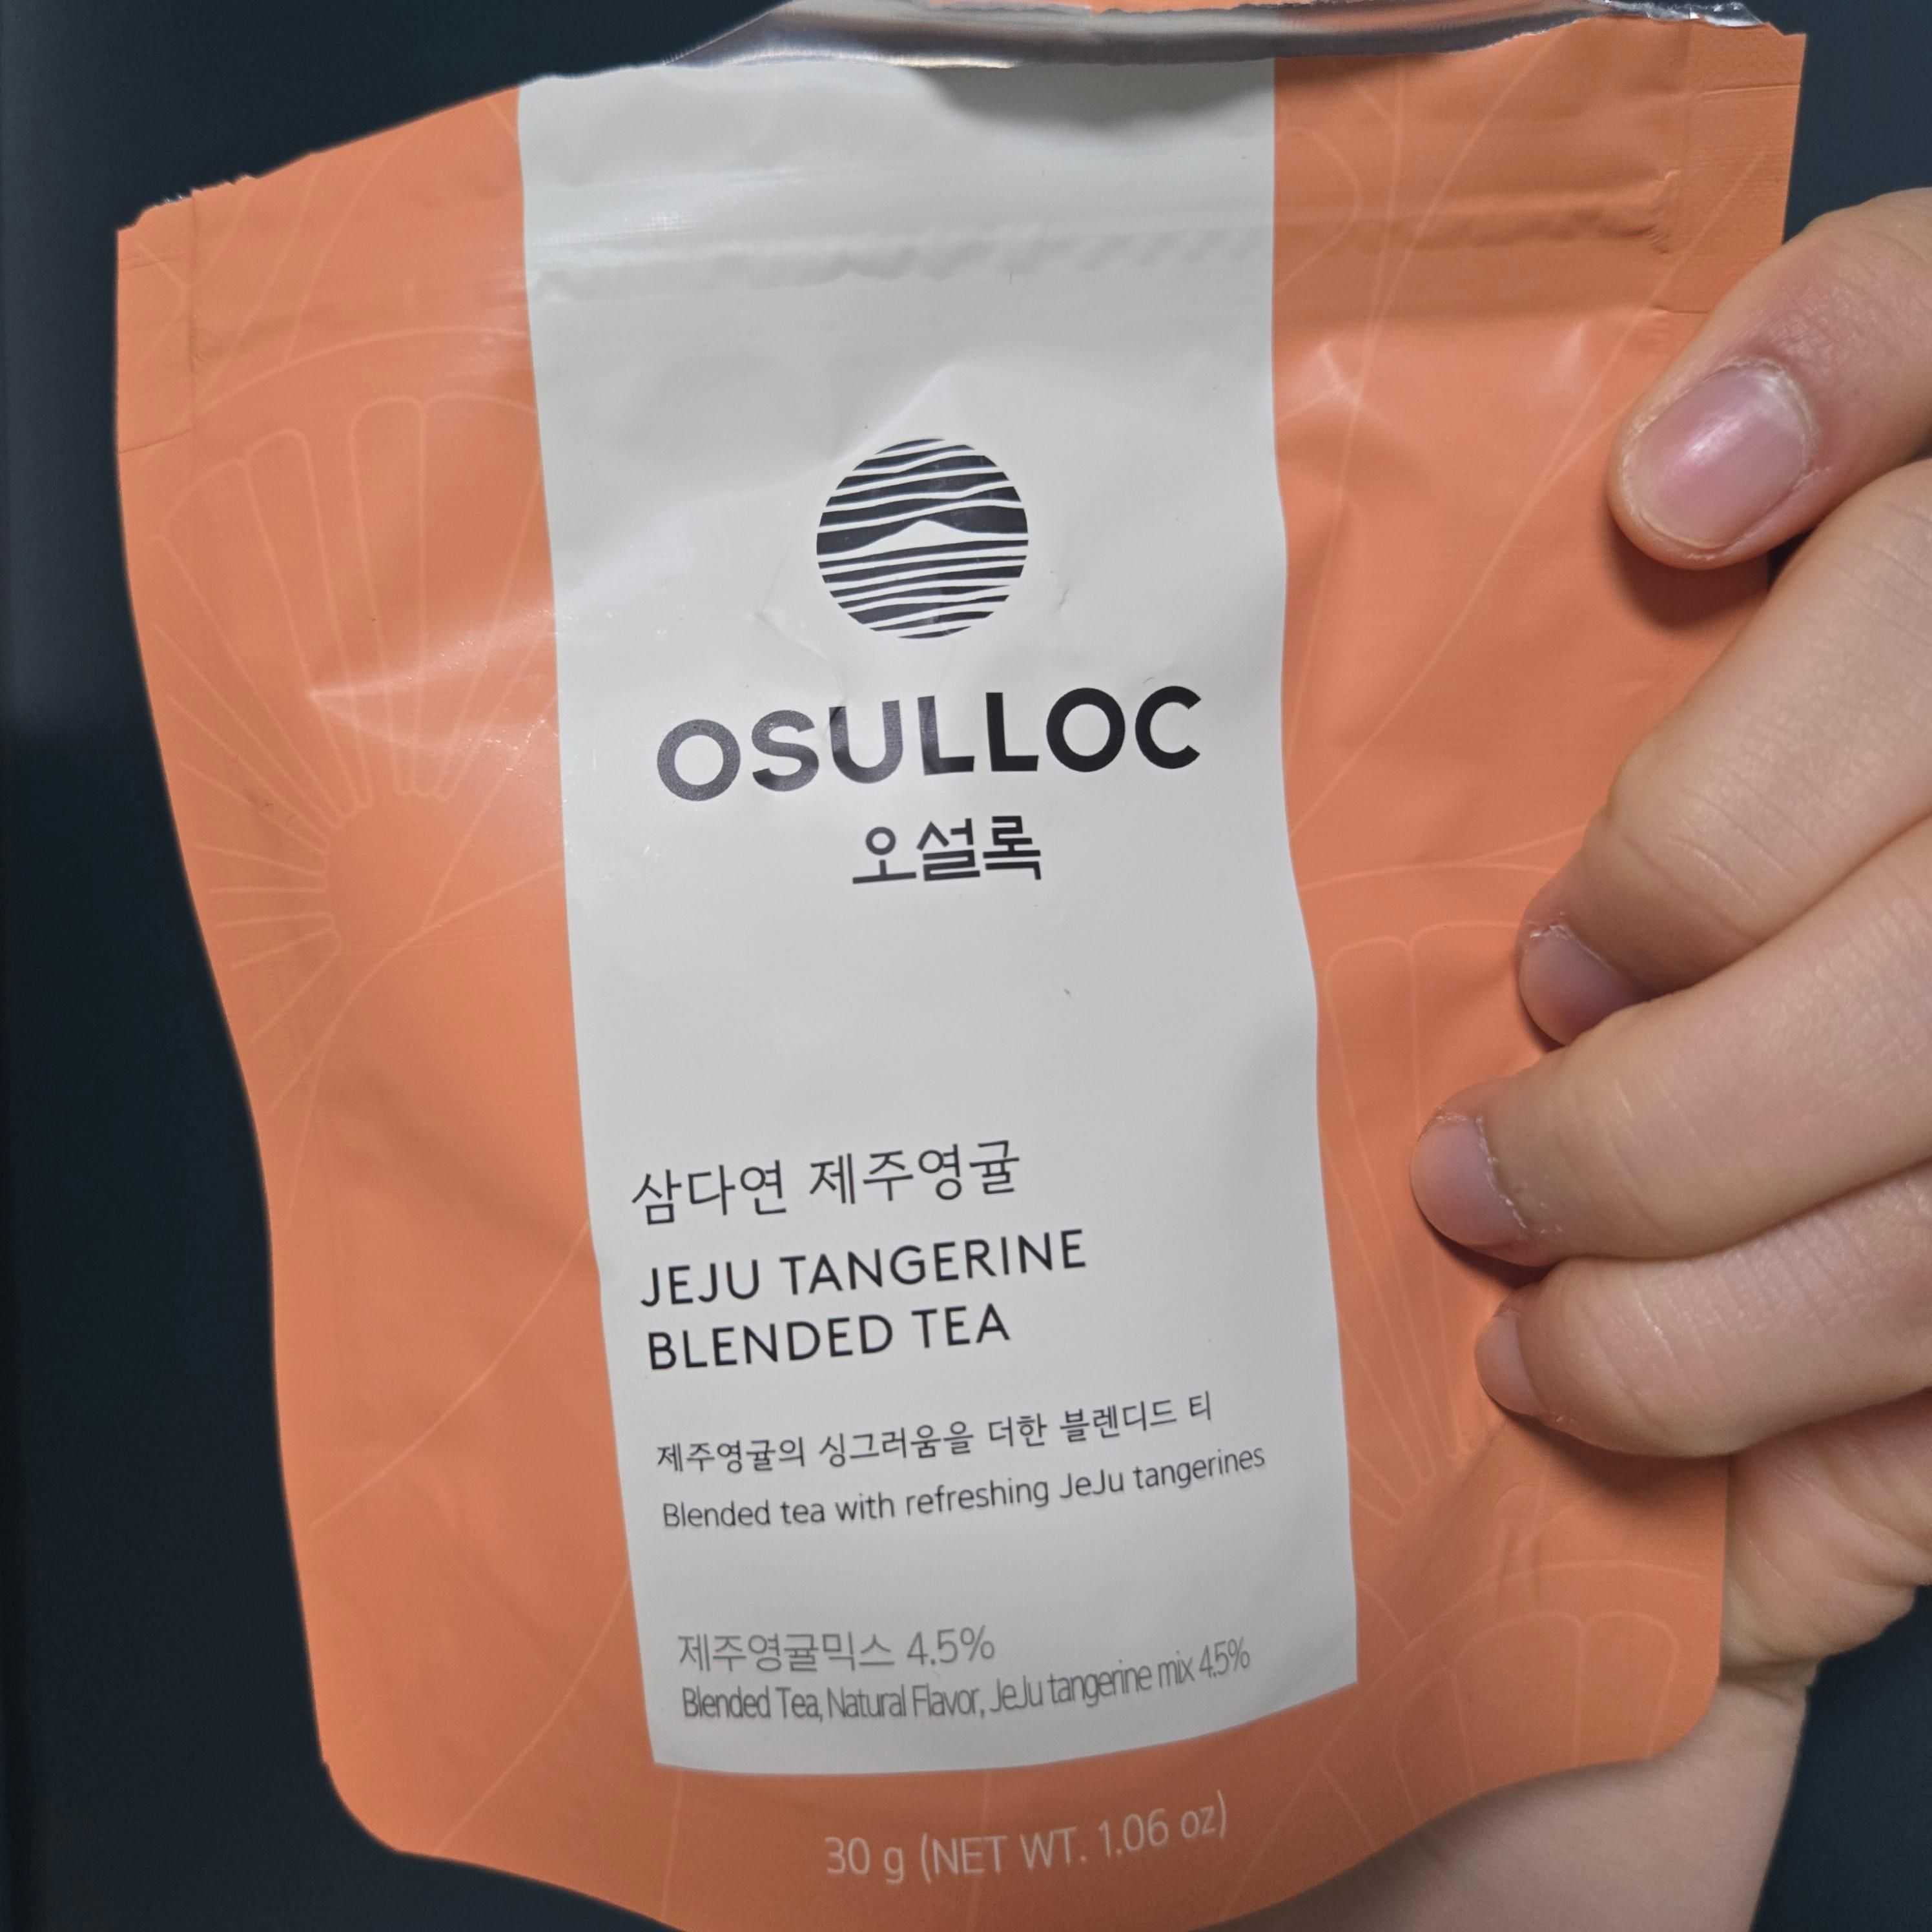 OSULLOC
오설록
삼다연 제주영귤
JEJU TANGERINE
BLENDED TEA
제주영귤의 싱그러움을 더한 블렌디드 티
Blended tea with refreshing JeJu tangerines
제주영귤믹스 4.5%
Blended Tea, Natural Flavor, JeJu tangerine mix 4.5%
30 g (NET WT. 1.06 oz)